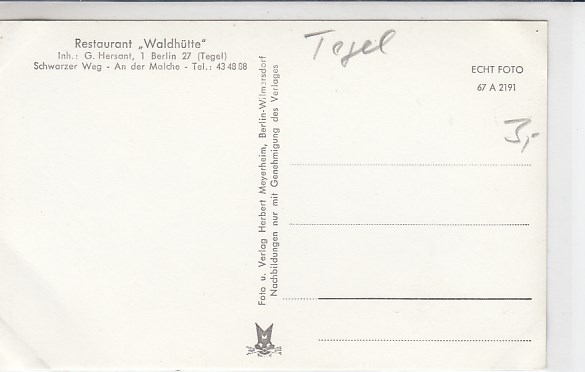 Restaurant „Waldhütte"
Inh.: G. Hersant, 1 Berlin 27 (Tegel)
Schwarzer Weg - An der Malche - Tel.: 43 48 88
Tegel
ECHT FOTO
67 A 2191
3,-
Foto u. Verlag Herbert Meyerheim, Berlin-Wilmersdorf
Nachbildungen nur mit Genehmigung des Verlages